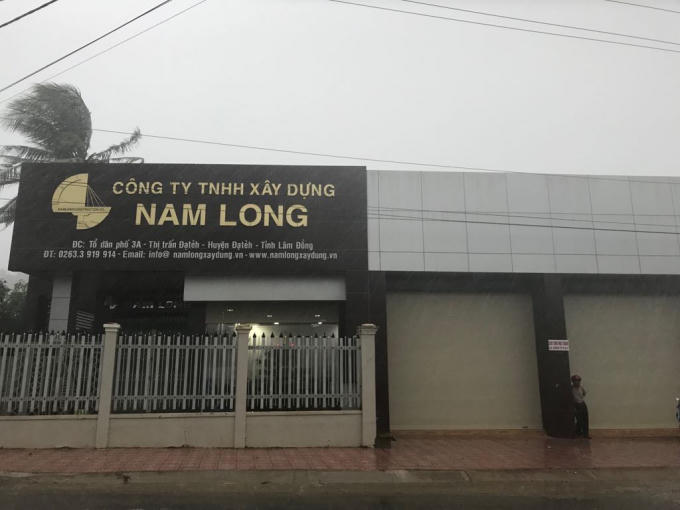 CÔNG TY TNHH XÂY DỰNG
NAM LONG
ĐC: Tổ dân phố 3A - Thị trấn Đạtẻh - Huyện Đạtẻh - Tỉnh Lâm Đồng
ĐT: 0263.3 919 914 - Email: info@ namlongxaydung.vn - www.namlongxaydung.vn